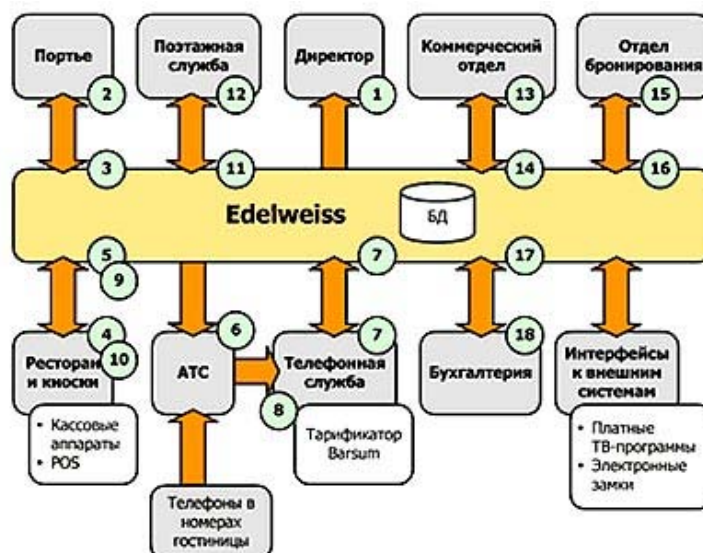 Портье
Поэтажная
служба
Директор
Коммерческий
отдел
Отдел
бронирования
2
12
1
13
15
3
11
14
16
Edelweiss
БД
5
9
7
17
4
10
6
7
18
Ресторан
и киоски
АТС
Телефонная
служба
Бухгалтерия
Интерфейсы
к внешним
системам
8
• Кассовые
аппараты
• POS
Тарификатор
Barsum
• Платные
ТВ-программы
• Электронные
замки
Телефоны в
номерах
гостиницы